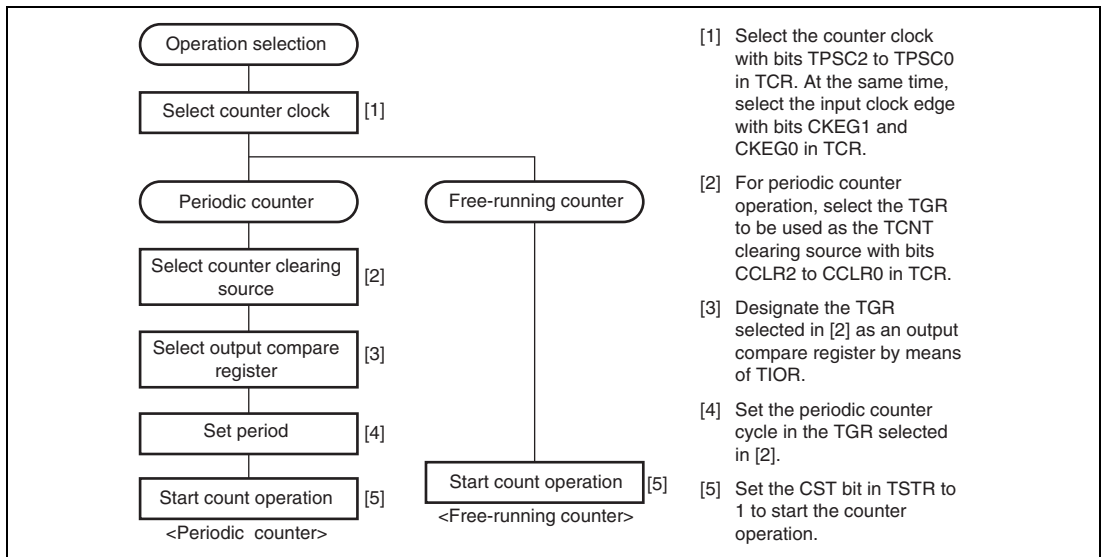 Operation selection
Select counter clock
[1]
Periodic counter
Free-running counter
Select counter clearing
source
[2]
Select output compare
register
[3]
Set period
[4]
Start count operation
[5]
<Periodic counter>
Start count operation
[5]
<Free-running counter>
[1] Select the counter clock
with bits TPSC2 to TPSC0
in TCR. At the same time,
select the input clock edge
with bits CKEG1 and
CKEG0 in TCR.
[2] For periodic counter
operation, select the TGR
to be used as the TCNT
clearing source with bits
CCLR2 to CCLR0 in TCR.
[3] Designate the TGR
selected in [2] as an output
compare register by means
of TIOR.
[4] Set the periodic counter
cycle in the TGR selected
in [2].
[5] Set the CST bit in TSTR to
1 to start the counter
operation.